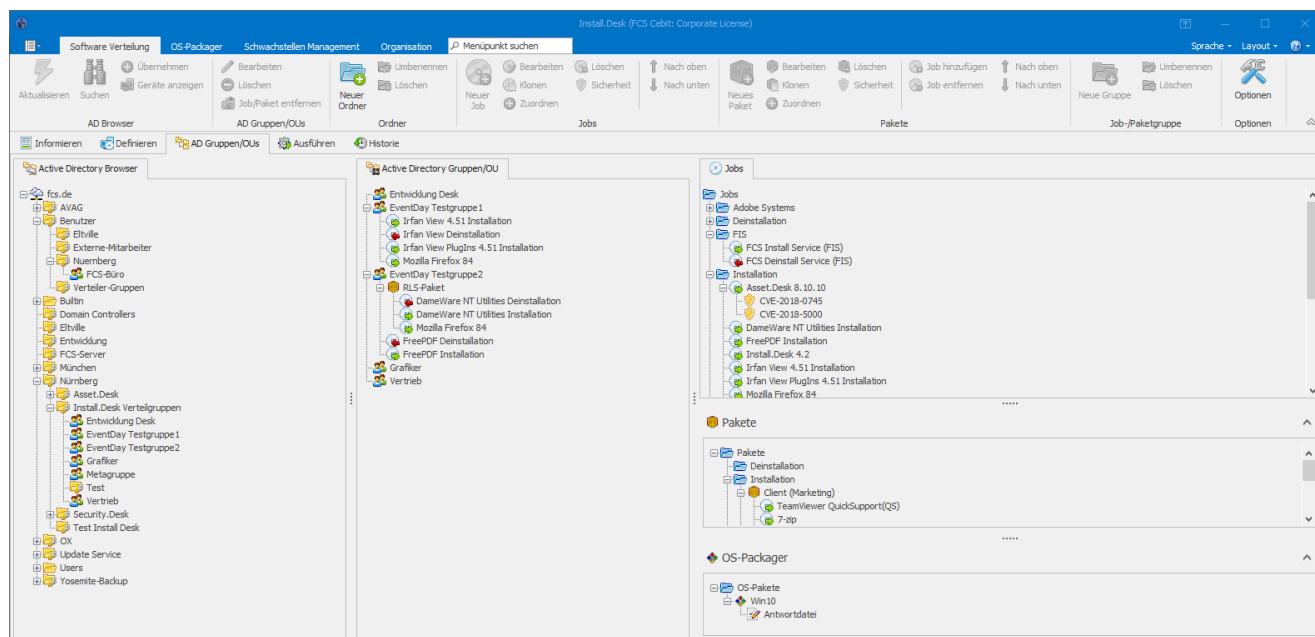 Install.Desk (FCS Cebit: Corporate License)
Software Verteilung OS-Packager Schwachstellen Management Organisation Menüpunkt suchen Sprache Layout
Aktualisieren Suchen Übernehmen Geräte anzeigen
AD Browser
Bearbeiten Löschen Job/Paket entfernen
AD Gruppen/OUs
Neuer Ordner Umbenennen Löschen
Ordner
Neuer Job Bearbeiten Klonen Zuordnen Löschen Sicherheit Nach oben Nach unten
Jobs
Neues Paket Bearbeiten Klonen Zuordnen Löschen Sicherheit Job hinzufügen Job entfernen Nach oben Nach unten
Pakete
Neue Gruppe Umbenennen Löschen
Job-/Paketgruppe
Optionen
Optionen
Informieren Definieren AD Gruppen/OUs Ausführen Historie
Active Directory Browser
fcs.de
AVAG
Benutzer
Eltville
Externe-Mitarbeiter
Nuernberg
FCS-Büro
Verteiler-Gruppen
Builtin
Domain Controllers
Eltville
Entwicklung
FCS-Server
München
Nürnberg
Asset.Desk
Install.Desk Verteilgruppen
Entwicklung Desk
EventDay Testgruppe1
EventDay Testgruppe2
Grafiker
Metagruppe
Test
Vertrieb
Security.Desk
Test Install Desk
OX
Update Service
Users
Yosemite-Backup
Active Directory Gruppen/OU
Entwicklung Desk
EventDay Testgruppe1
Irfan View 4.51 Installation
Irfan View Deinstallation
Irfan View PlugIns 4.51 Installation
Mozilla Firefox 84
EventDay Testgruppe2
RLS-Paket
DameWare NT Utilities Deinstallation
DameWare NT Utilities Installation
Mozilla Firefox 84
FreePDF Deinstallation
FreePDF Installation
Grafiker
Vertrieb
Jobs
Jobs
Adobe Systems
Deinstallation
FIS
FCS Install Service (FIS)
FCS Deinstall Service (FIS)
Installation
Asset.Desk 8.10.10
CVE-2018-0745
CVE-2018-5000
DameWare NT Utilities Installation
FreePDF Installation
Install.Desk 4.2
Irfan View 4.51 Installation
Irfan View PlugIns 4.51 Installation
Mozilla Firefox 84
Pakete
Pakete
Deinstallation
Installation
Client (Marketing)
TeamViewer QuickSupport(QS)
7-zip
OS-Packager
OS-Pakete
Win10
Antwortdatei